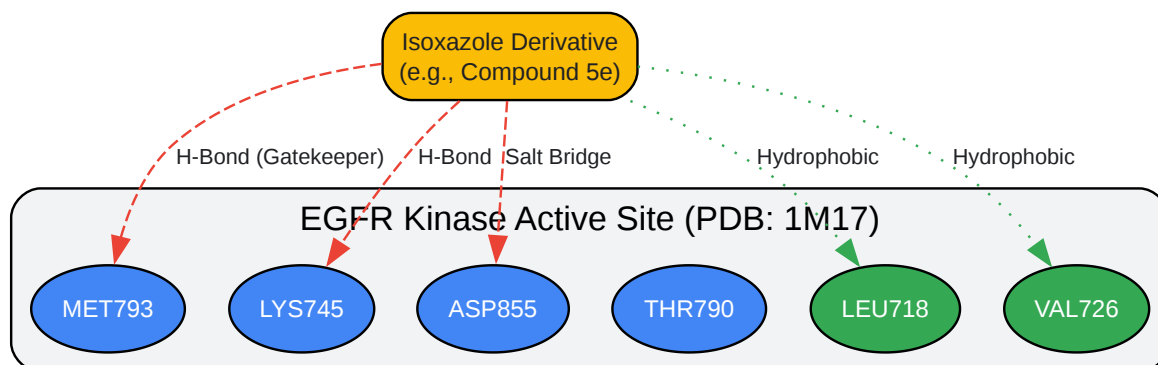 Isoxazole Derivative
(e.g., Compound 5e)
H-Bond (Gatekeeper)
H-Bond
Salt Bridge
Hydrophobic
Hydrophobic
EGFR Kinase Active Site (PDB: 1M17)
MET793
LYS745
ASP855
THR790
LEU718
VAL726